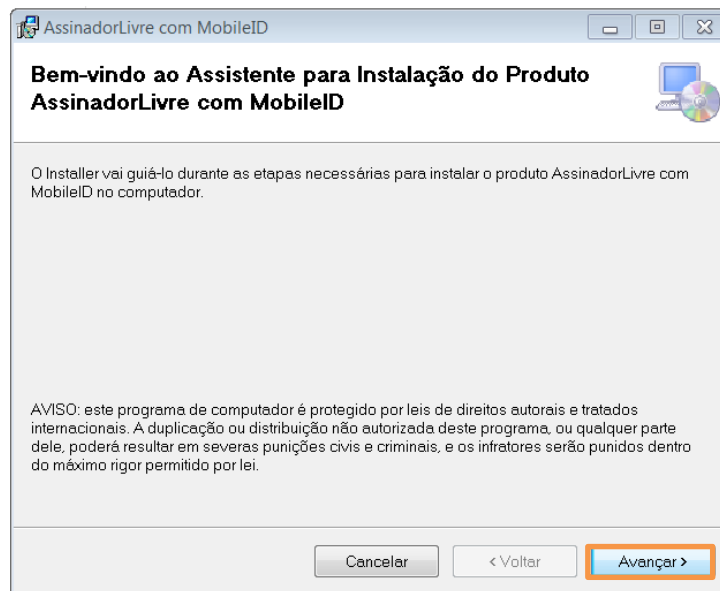 AssinadorLivre com MobileID
Bem-vindo ao Assistente para Instalação do Produto
AssinadorLivre com MobileID
O Installer vai guiá-lo durante as etapas necessárias para instalar o produto AssinadorLivre com
MobileID no computador.
AVISO: este programa de computador é protegido por leis de direitos autorais e tratados
internacionais. A duplicação ou distribuição não autorizada deste programa, ou qualquer parte
dele, poderá resultar em severas punições civis e criminais, e os infratores serão punidos dentro
do máximo rigor permitido por lei.
Cancelar < Voltar Avançar >